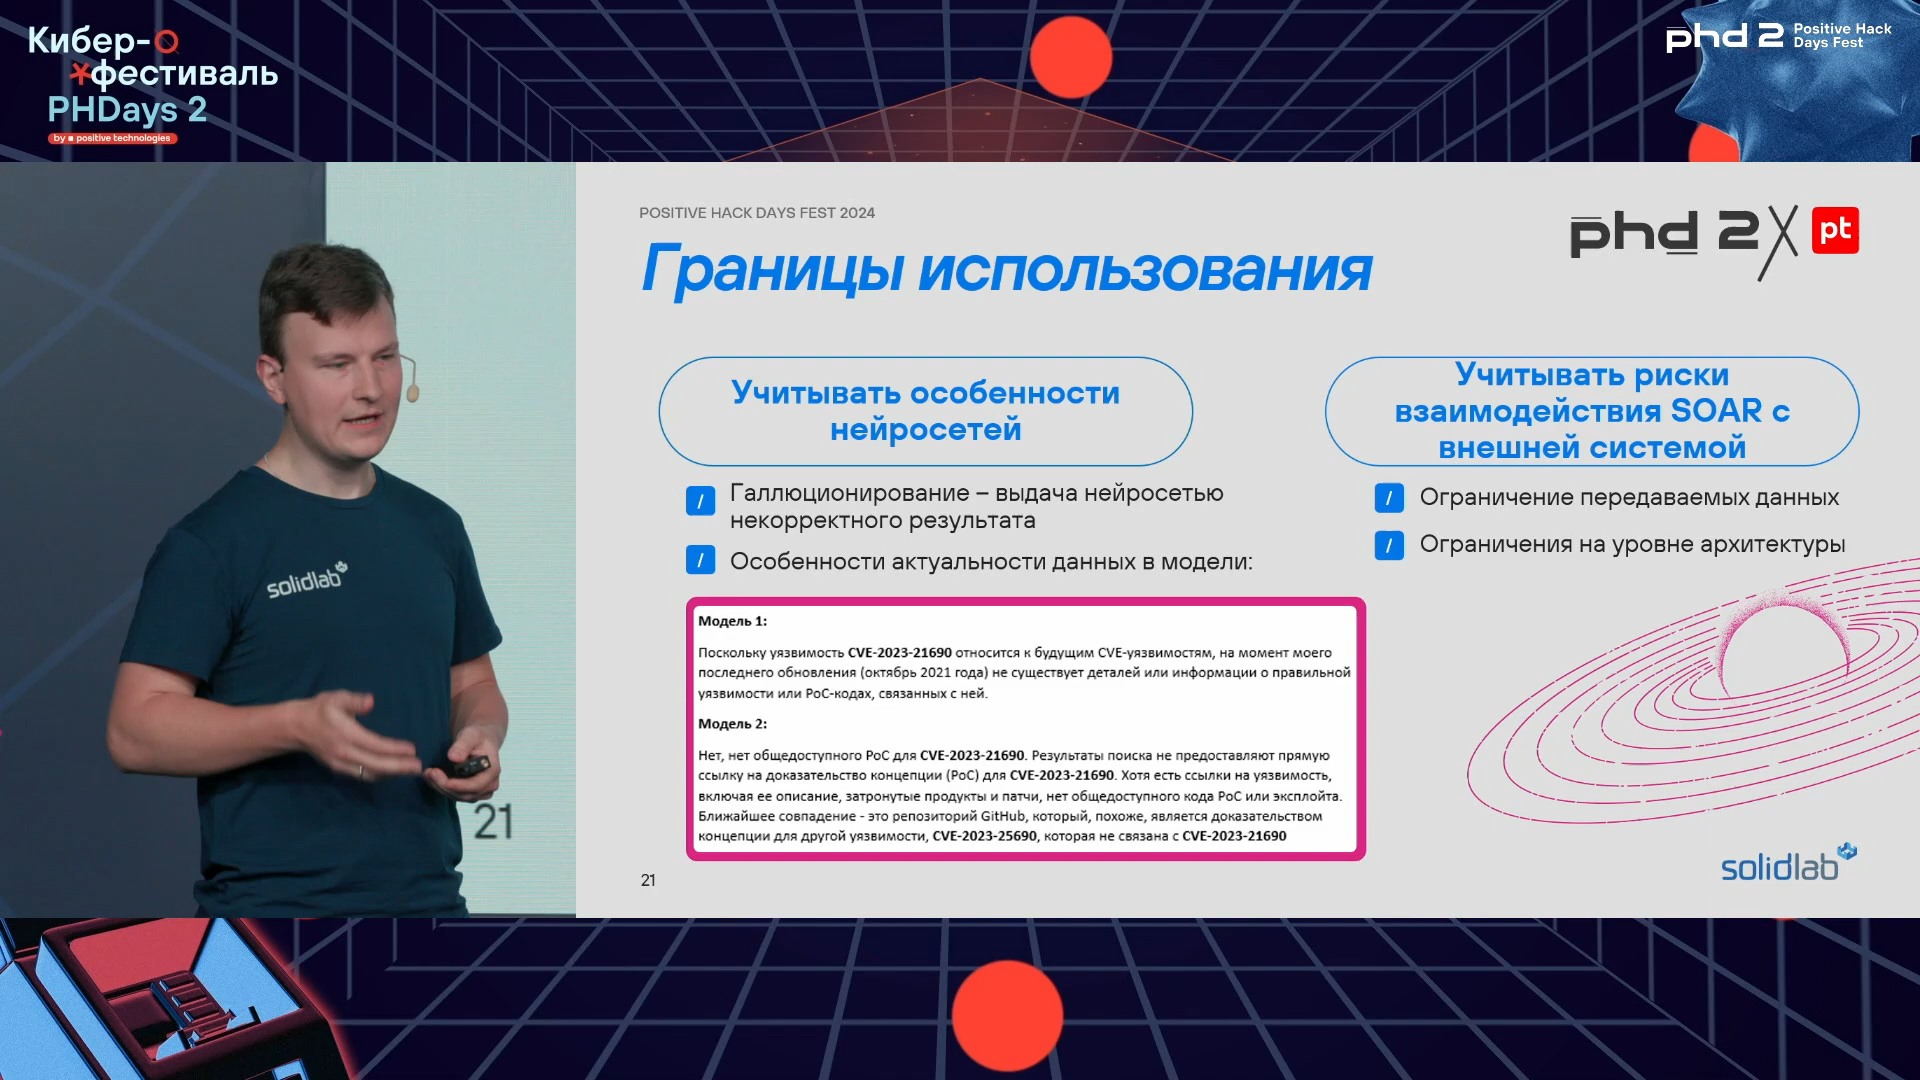 Кибер-
фестиваль
PHDays 2
by positive technologies
phd 2 Positive Hack
Days Fest
POSITIVE HACK DAYS FEST 2024
Границы использования
phd 2 pt
Учитывать особенности
нейросетей
/ Галлюционирование – выдача нейросетью
некорректного результата
/ Особенности актуальности данных в модели:
Модель 1:
Поскольку уязвимость CVE-2023-21690 относится к будущим CVE-уязвимостям, на момент моего
последнего обновления (октябрь 2021 года) не существует деталей или информации о правильной
уязвимости или PoC-кодах, связанных с ней.
Модель 2:
Нет, нет общедоступного PoC для CVE-2023-21690. Результаты поиска не предоставляют прямую
ссылку на доказательство концепции (PoC) для CVE-2023-21690. Хотя есть ссылки на уязвимость,
включая ее описание, затронутые продукты и патчи, нет общедоступного кода PoC или эксплойта.
Ближайшее совпадение - это репозиторий GitHub, который, похоже, является доказательством
концепции для другой уязвимости, CVE-2023-25690, которая не связана с CVE-2023-21690
Учитывать риски
взаимодействия SOAR с
внешней системой
/ Ограничение передаваемых данных
/ Ограничения на уровне архитектуры
21
solidlab
solidlab
21